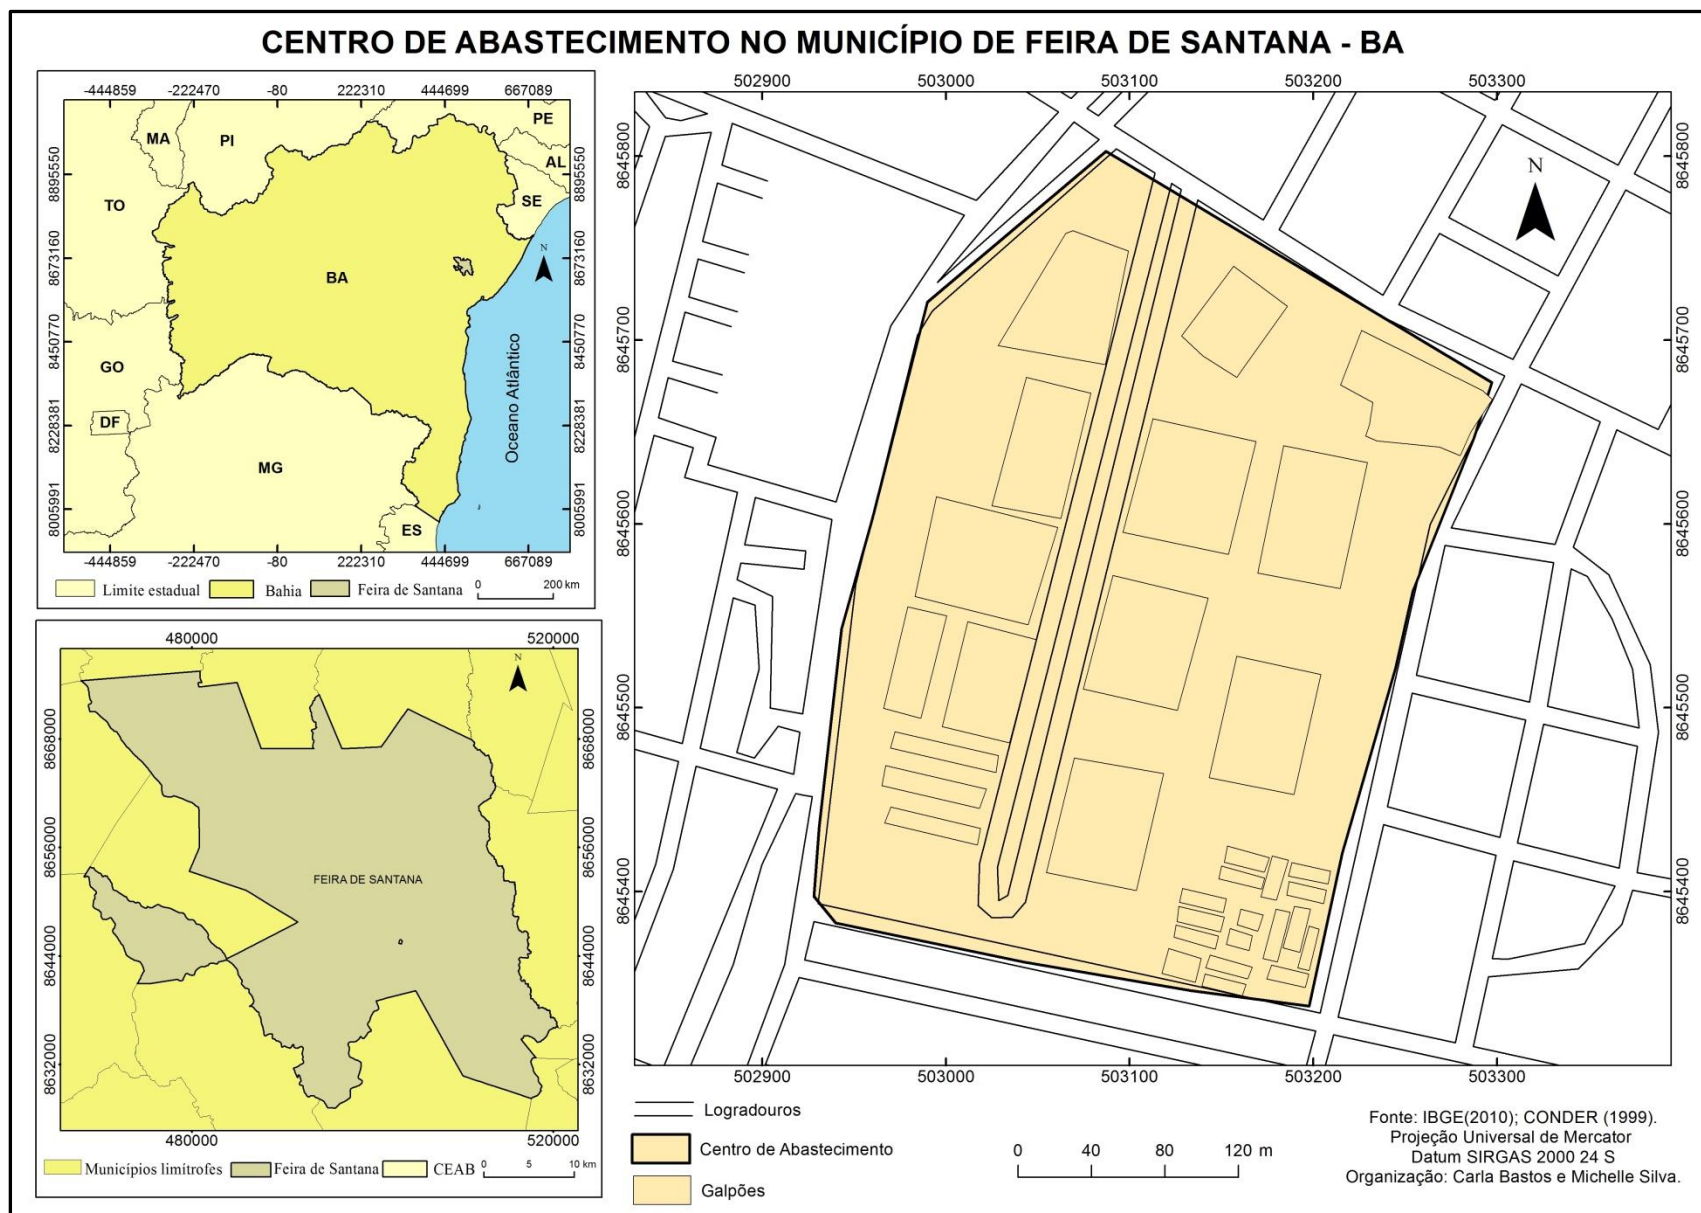 CENTRO DE ABASTECIMENTO NO MUNICÍPIO DE FEIRA DE SANTANA - BA
-444859 -222470 -80 222310 444699 667089
8895550 8673160 8450770 8228381 8005991
MA
PI
PE
AL
SE
TO
BA
N
GO
DF
MG
ES
Oceano Atlântico
8895550 8673160 8450770 8228381 8005991
-444859 -222470 -80 222310 444699 667089
Limite estadual
Bahia
Feira de Santana
0 200 km
480000 520000
8668000 8656000 8644000 8632000
N
FEIRA DE SANTANA
8668000 8656000 8644000 8632000
480000 520000
Municípios limítrofes
Feira de Santana
CEAB
0 5 10 km
502900 503000 503100 503200 503300
8645800 8645700 8645600 8645500 8645400
N
8645800 8645700 8645600 8645500 8645400
502900 503000 503100 503200 503300
Logradouros
Centro de Abastecimento
Galpões
0 40 80 120 m
Fonte: IBGE(2010); CONDER (1999).
Projeção Universal de Mercator
Datum SIRGAS 2000 24 S
Organização: Carla Bastos e Michelle Silva.